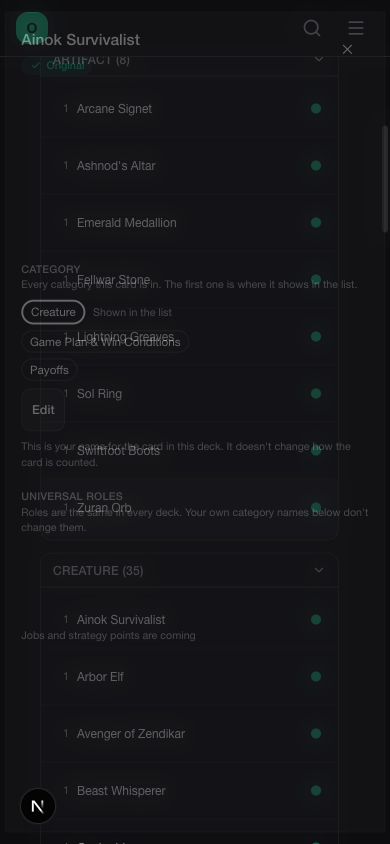 O
Ainok Survivalist
ARTIFACT (8)
Original
1 Arcane Signet
1 Ashnod's Altar
1 Emerald Medallion
CATEGORY
1 Fellwar Stone
Every category this card is in. The first one is where it shows in the list.
Creature Shown in the list
1 Lightning Greaves
Game Plan & Win Conditions
Payoffs
1 Sol Ring
Edit
This is your name for the card in this deck. It doesn't change how the
1 Swiftfoot Boots
card is counted.
UNIVERSAL ROLES
1 Zuran Orb
Roles are the same in every deck. Your own category names below don't
change them.
CREATURE (35)
1 Ainok Survivalist
Jobs and strategy points are coming
1 Arbor Elf
1 Avenger of Zendikar
1 Beast Whisperer
N